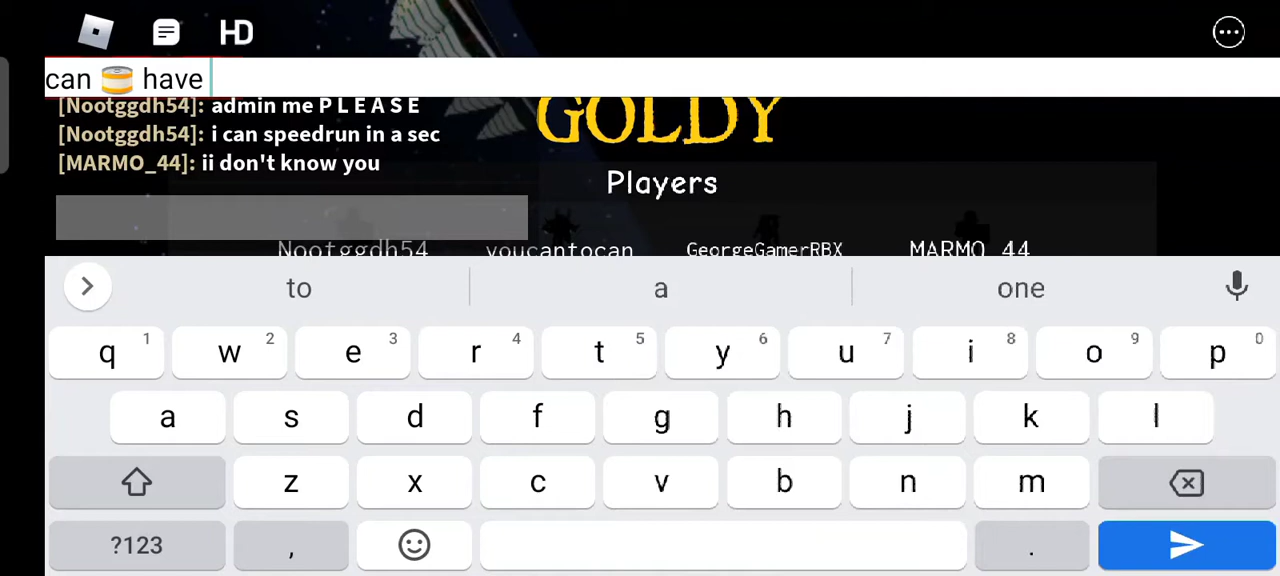 HD
can 🥫 have
[Nootggdh54]: admin me P L E A S E
[Nootggdh54]: i can speedrun in a sec
[MARMO_44]: ii don't know you
GOLDY
Players
Nootggdh54 youcantocan GeorgeGamerRBX MARMO_44
to a one
q 1 w 2 e 3 r 4 t 5 y 6 u 7 i 8 o 9 p 0
a s d f g h j k l
z x c v b n m
?123 , .